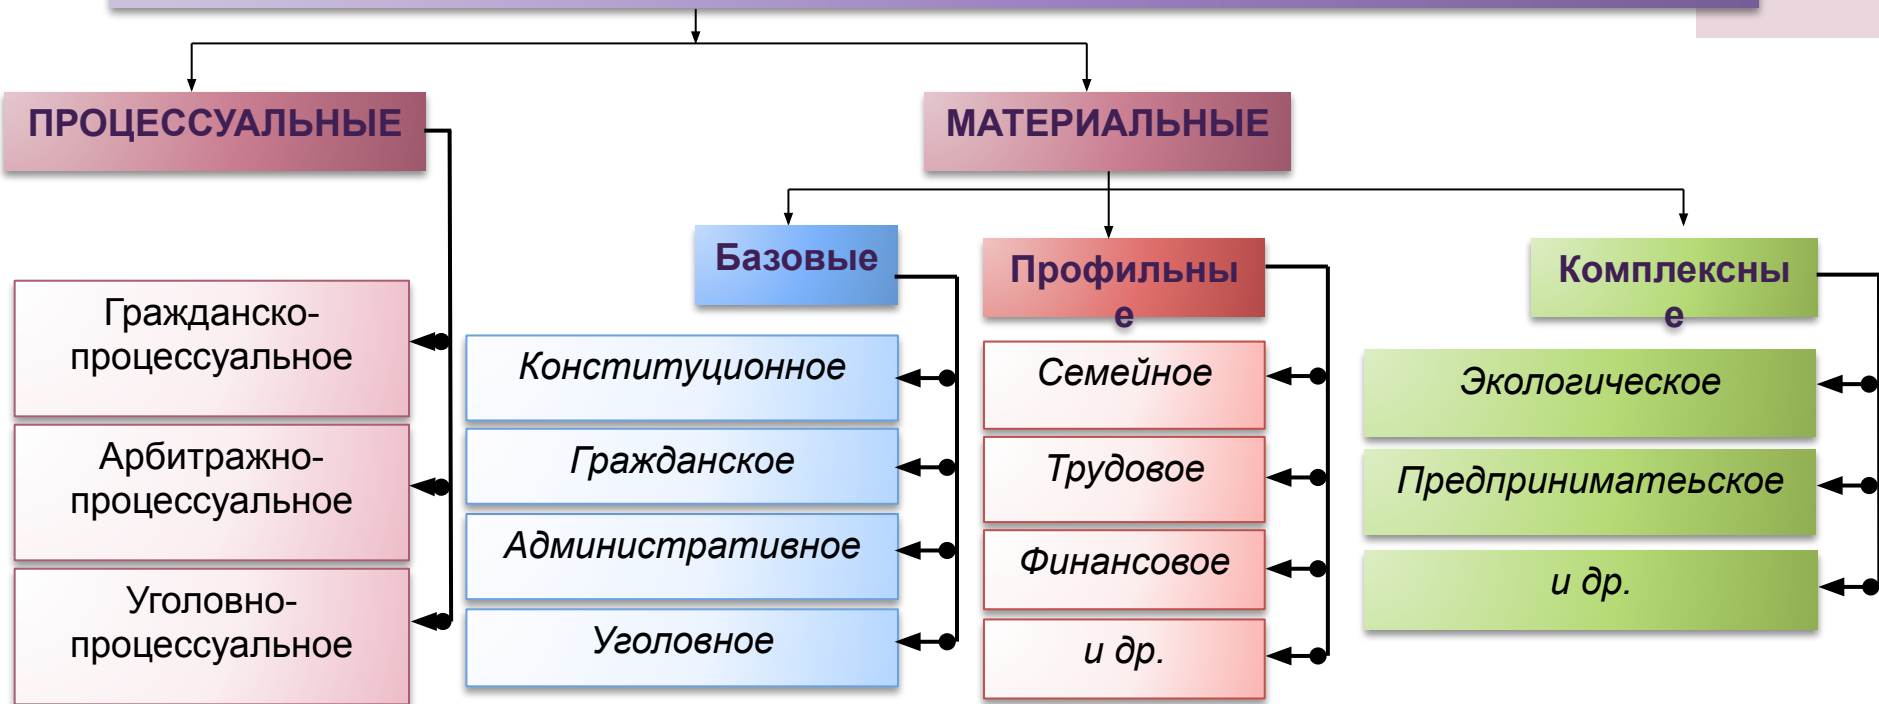 ПРОЦЕССУАЛЬНЫЕ
Гражданско-
процессуальное
Арбитражно-
процессуальное
Уголовно-
процессуальное
МАТЕРИАЛЬНЫЕ
Базовые
Конституционное
Гражданское
Административное
Уголовное
Профильны
е
Семейное
Трудовое
Финансовое
и др.
Комплексны
е
Экологическое
Предприниматеьское
и др.